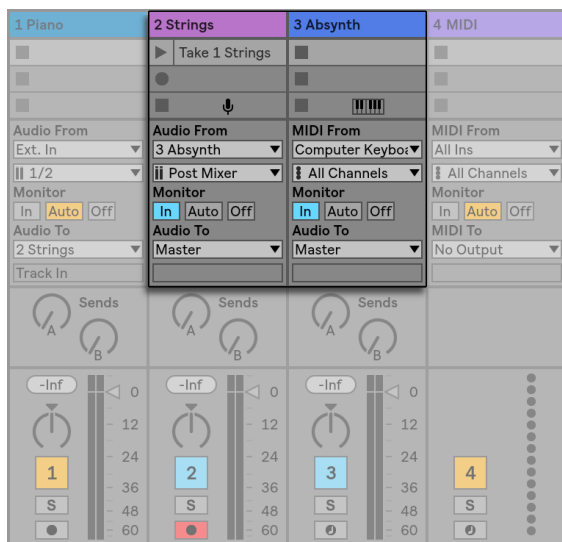 1 Piano 2 Strings 3 Absynth 4 MIDI
Take 1 Strings
Audio From Audio From MIDI From MIDI From
Ext. In 3 Absynth Computer Keyboa All Ins
1/2 Post Mixer All Channels All Channels
Monitor Monitor Monitor Monitor
In Auto Off In Auto Off In Auto Off In Auto Off
Audio To Audio To Audio To MIDI To
2 Strings Master Master No Output
Track In
Sends Sends Sends
A A A
B B B
-Inf 0 -Inf 0 -Inf 0
12 12 12
24 24 24
1 2 3 4
36 36 36
S 48 S 48 S 48 S
60 60 60